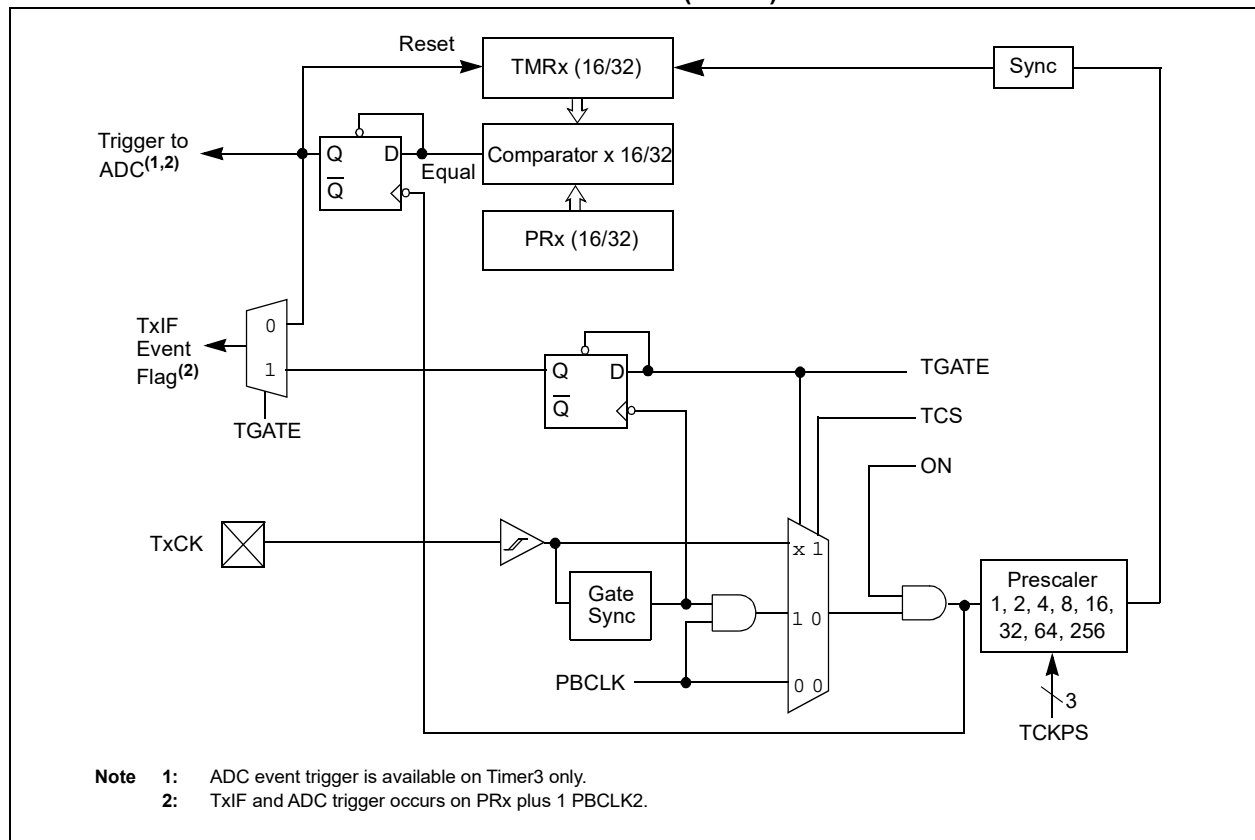 Reset
TMRx (16/32)
Sync
Trigger to
ADC(1,2)
Q D
Q
Equal
Comparator x 16/32
PRx (16/32)
TxIF
Event
Flag(2)
0
1
TGATE
Q D
Q
TGATE
TCS
ON
TxCK
x 1
Gate
Sync
1 0
Prescaler
1, 2, 4, 8, 16,
32, 64, 256
PBCLK
0 0
3
TCKPS
Note 1: ADC event trigger is available on Timer3 only.
2: TxIF and ADC trigger occurs on PRx plus 1 PBCLK2.